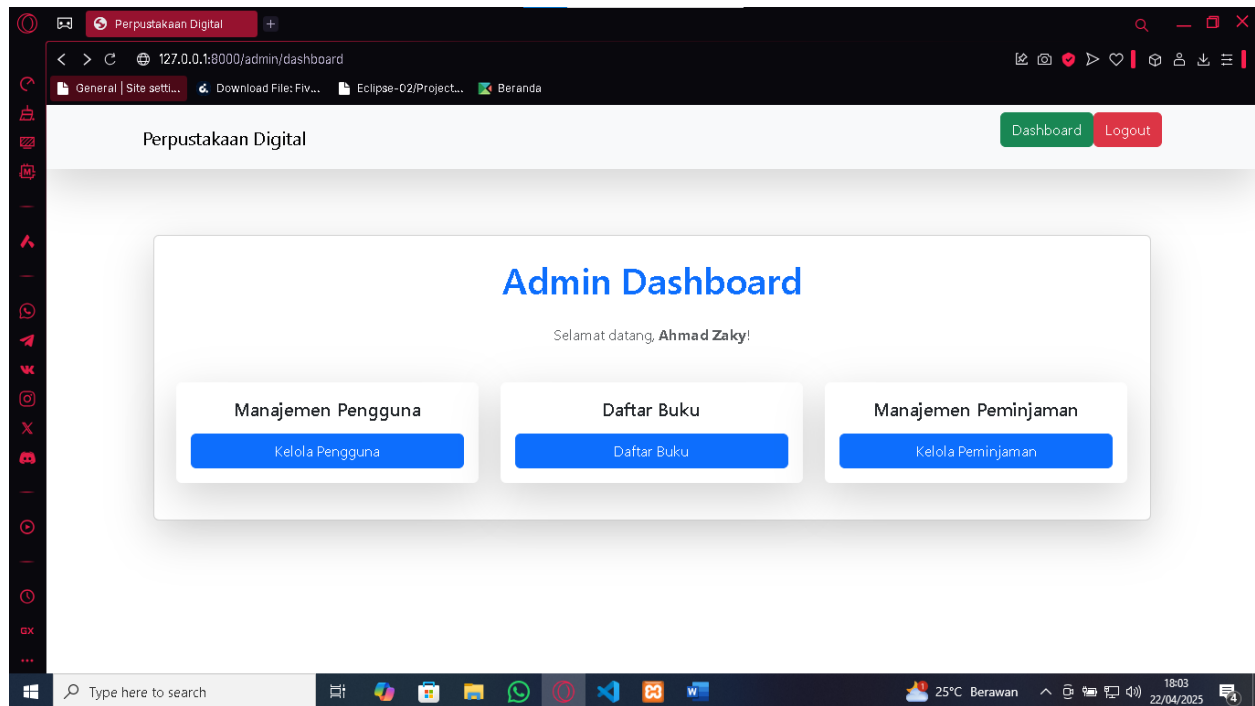 Perpustakaan Digital
127.0.0.1:8000/admin/dashboard
General | Site setti... Download File: Fiv... Eclipse-02/Project... Beranda
Perpustakaan Digital
Dashboard Logout
Admin Dashboard
Selamat datang, Ahmad Zaky!
Manajemen Pengguna
Kelola Pengguna
Daftar Buku
Daftar Buku
Manajemen Peminjaman
Kelola Peminjaman
GX
Type here to search
25°C Berawan
18:03
22/04/2025
4